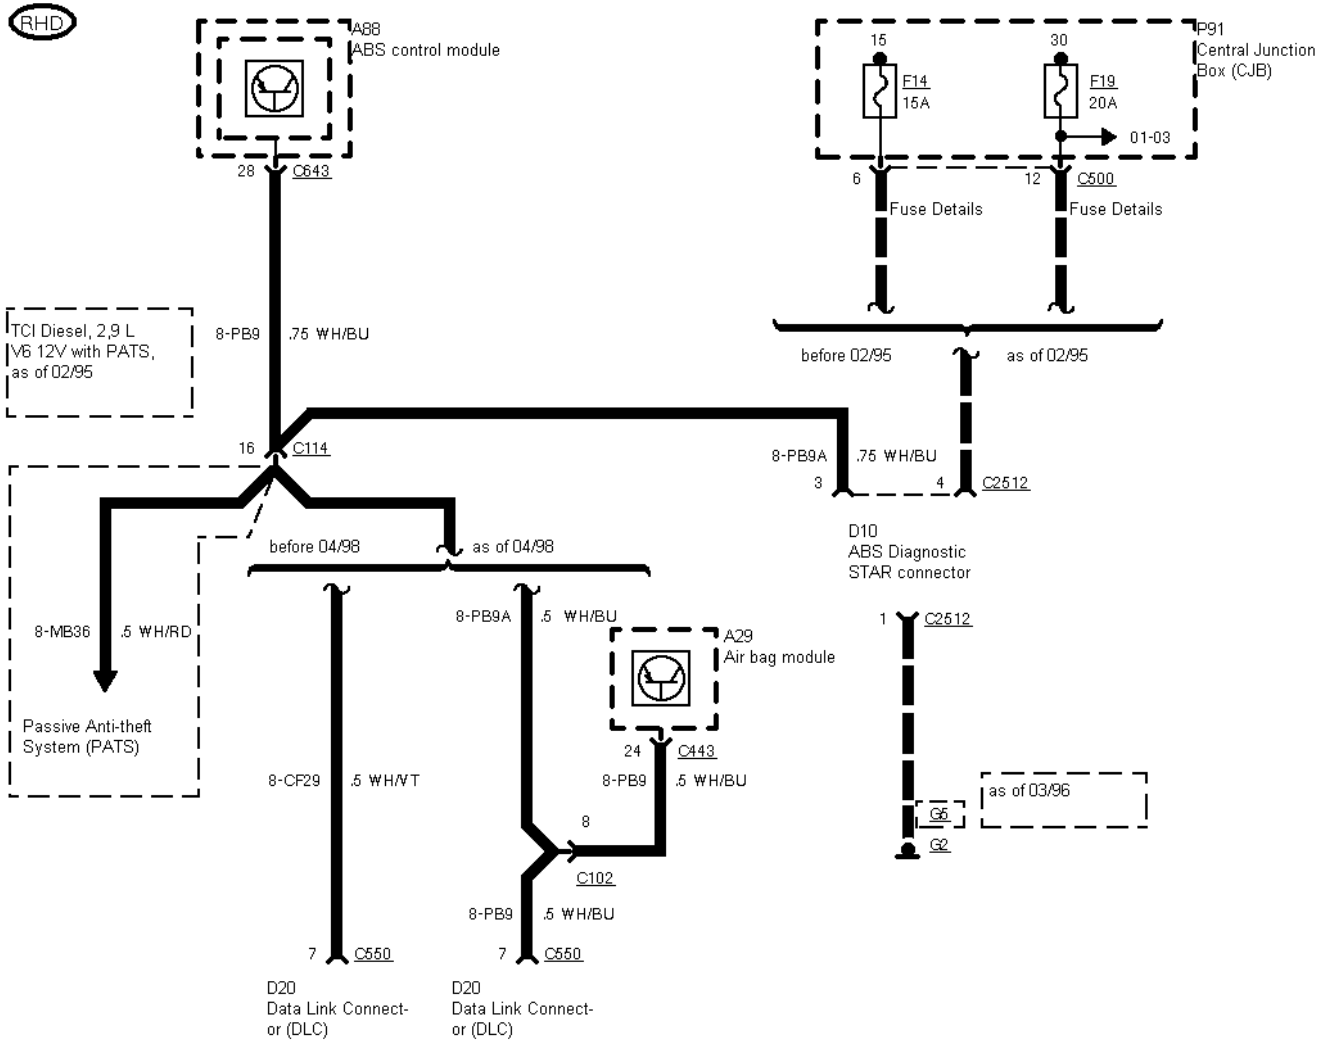 RHD
A88
ABS control module
28 C643
8-PB9 .75 WH/BU
TCI Diesel, 2,9 L
V6 12V with PATS,
as of 02/95
16 C114
P91
Central Junction
Box (CJB)
15 30
F14
15A
F19
20A
01-03
6 12 C500
Fuse Details Fuse Details
before 02/95 as of 02/95
8-PB9A .75 WH/BU
3 4 C2512
D10
ABS Diagnostic
STAR connector
1 C2512
as of 03/96
G5
G2
before 04/98 as of 04/98
8-MB36 .5 WH/RD
Passive Anti-theft
System (PATS)
8-PB9A .5 WH/BU
A29
Air bag module
24 C443
8-CF29 .5 WH/VT
8-PB9 .5 WH/BU
8
C102
8-PB9 .5 WH/BU
7 C550
7 C550
D20
Data Link Connect-
or (DLC)
D20
Data Link Connect-
or (DLC)